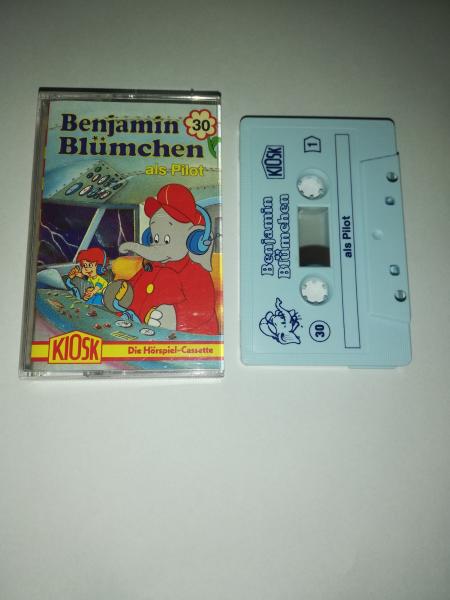 Benjamin 30
Blümchen
als Pilot
KIOSK
Die Hörspiel-Cassette
KIOSK
1
Benjamin
Blümchen
als Pilot
30